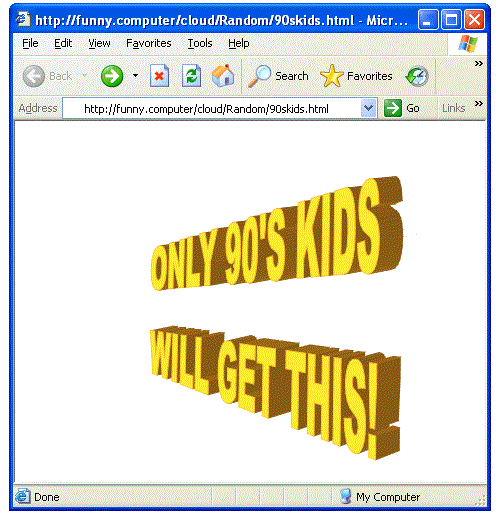 http://funny.computer/cloud/Random/90skids.html - Micr...
File Edit View Favorites Tools Help
Back Search Favorites
Address http://funny.computer/cloud/Random/90skids.html Go Links
ONLY 90'S KIDS
WILL GET THIS!
Done My Computer